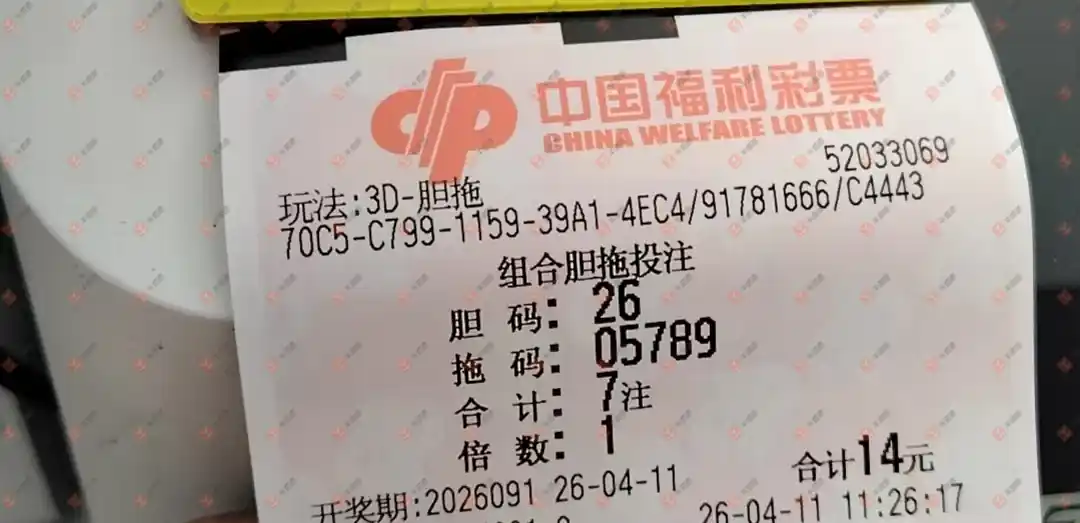 中国福利彩票
CHINA WELFARE LOTTERY
52033069
玩法:3D-胆拖
70C5-C799-1159-39A1-4EC4/91781666/C4443
组合胆拖投注
胆 码: 26
拖 码: 05789
合 计: 7注
倍 数: 1
合计14元
开奖期:2026091 26-04-11
26-04-11 11:26:17